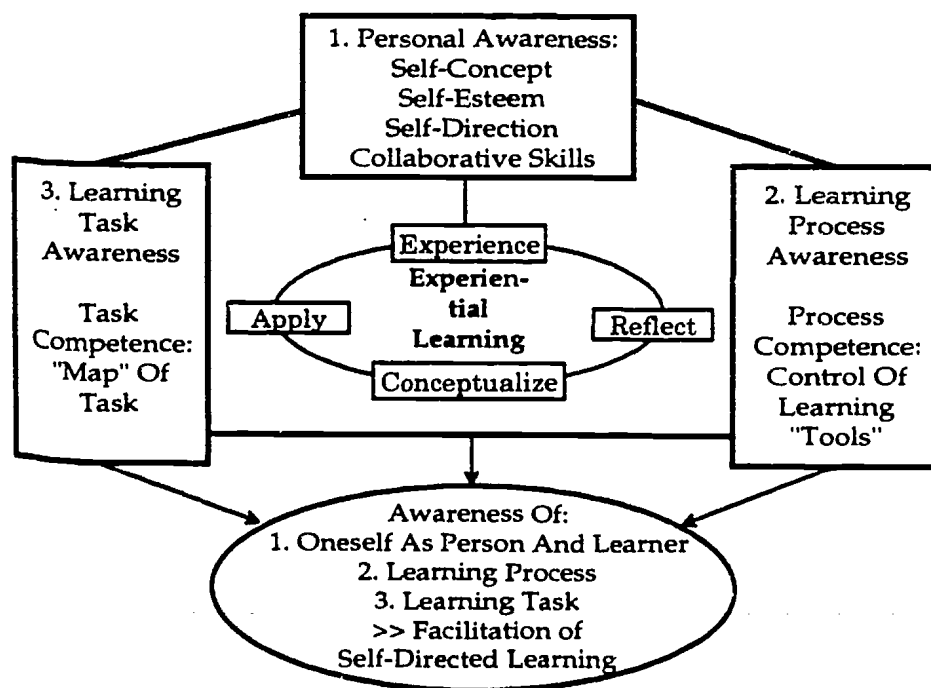 1. Personal Awareness:
Self-Concept
Self-Esteem
Self-Direction
Collaborative Skills
3. Learning
Task
Awareness
Task
Competence:
"Map" Of
Task
Experience
Experien-
tial
Learning
Apply
Reflect
Conceptualize
2. Learning
Process
Awareness
Process
Competence:
Control Of
Learning
"Tools"
Awareness Of:
1. Oneself As Person And Learner
2. Learning Process
3. Learning Task
>> Facilitation of
Self-Directed Learning